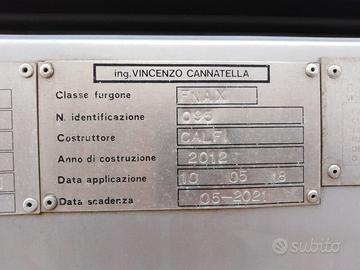 ing.VINCENZO CANNATELLA
Classe furgone FNAX
N. identificazione
Costruttore CALFI
Anno di costruzione 2012
Data applicazione 10 05 18
Data scadenza 05-2021
subito